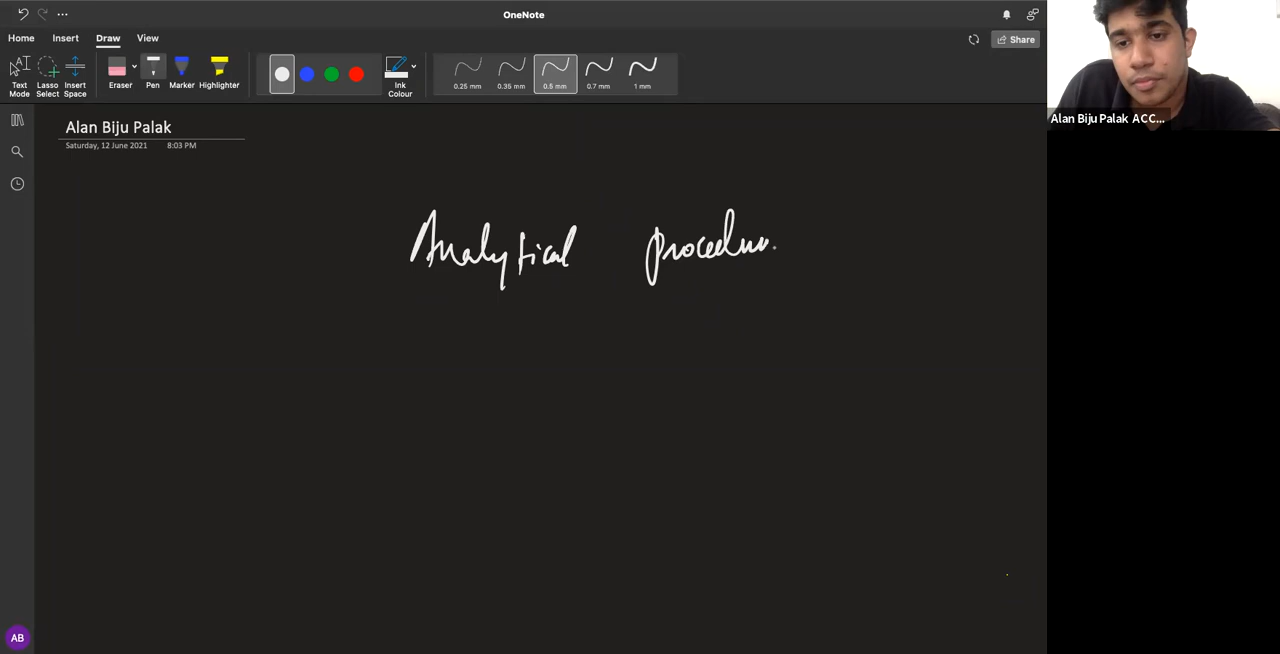 OneNote
Home Insert Draw View
Share
Text Mode
Lasso Select
Insert Space
Eraser
Pen
Marker
Highlighter
Ink Colour
0.25 mm
0.35 mm
0.5 mm
0.7 mm
1 mm
Alan Biju Palak ACC...
Alan Biju Palak
Saturday, 12 June 2021 8:03 PM
Analytical
AB